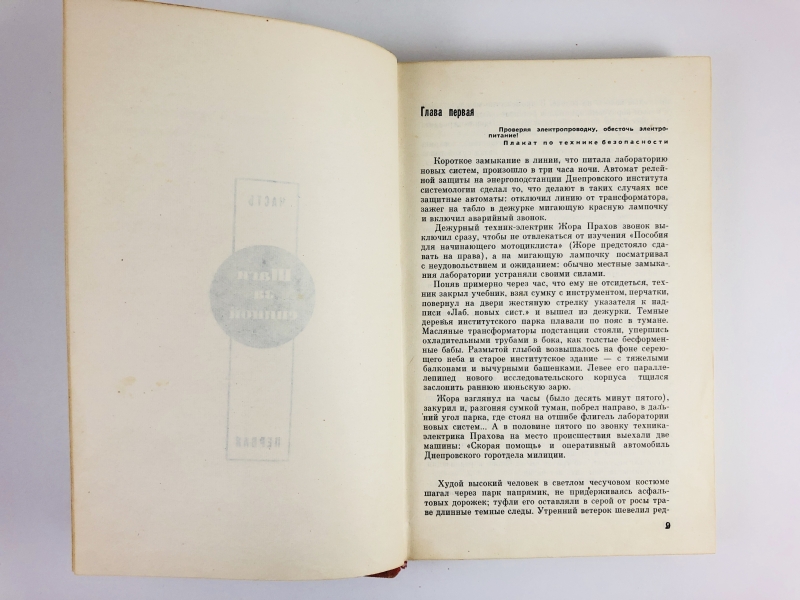 ЧАСТЬ
Шаги
за
спиной
ПЕРВАЯ
Глава первая
Проверяя электропроводку, обесточь электро-
питание!
Плакат по технике безопасности
Короткое замыкание в линии, что питала лабораторию
новых систем, произошло в три часа ночи. Автомат релей-
ной защиты на энергоподстанции Днепровского института
системологии сделал то, что делают в таких случаях все
защитные автоматы: отключил линию от трансформатора,
зажег на табло в дежурке мигающую красную лампочку
и включил аварийный звонок.
Дежурный техник-электрик Жора Прахов звонок вы-
ключил сразу, чтобы не отвлекаться от изучения «Пособия
для начинающего мотоциклиста» (Жоре предстояло сда-
вать на права), а на мигающую лампочку посматривал
с неудовольствием и ожиданием: обычно местные замыка-
ния лаборатории устраняли своими силами.
Поняв примерно через час, что ему не отсидеться, тех-
ник закрыл учебник, взял сумку с инструментом, перчатки,
повернул на двери жестяную стрелку указателя к над-
писи «Лаб. новых сист.» и вышел из дежурки. Темные
деревья институтского парка плавали по пояс в тумане.
Масляные трансформаторы подстанции стояли, уперишсь
охладительными трубами в бока, как толстые бесформен-
ные бабы. Размытой глыбой возвышалось на фоне серею-
щего неба и старое институтское здание — с тяжелыми
балконами и вычурными башенками. Левее его паралле-
лепипед нового исследовательского корпуса тщился
заслонить раннюю июньскую зарю.
Жора взглянул на часы (было десять минут пятого),
закурил и, разгоняя сумкой туман, побрел направо, в даль-
ний угол парка, где стоял на отшибе флигель лаборатории
новых систем... А в половине пятого по звонку техника-
электрика Прахова на место происшествия выехали две
машины: «Скорая помощь» и оперативный автомобиль
Днепровского горотдела милиции.
Худой высокий человек в светлом чесучовом костюме
шагал через парк напрямик, не придерживаясь асфаль-
товых дорожек; туфли его оставляли в серой от росы тра-
ве длинные темные следы. Утренний ветерок шевелил ред-
9